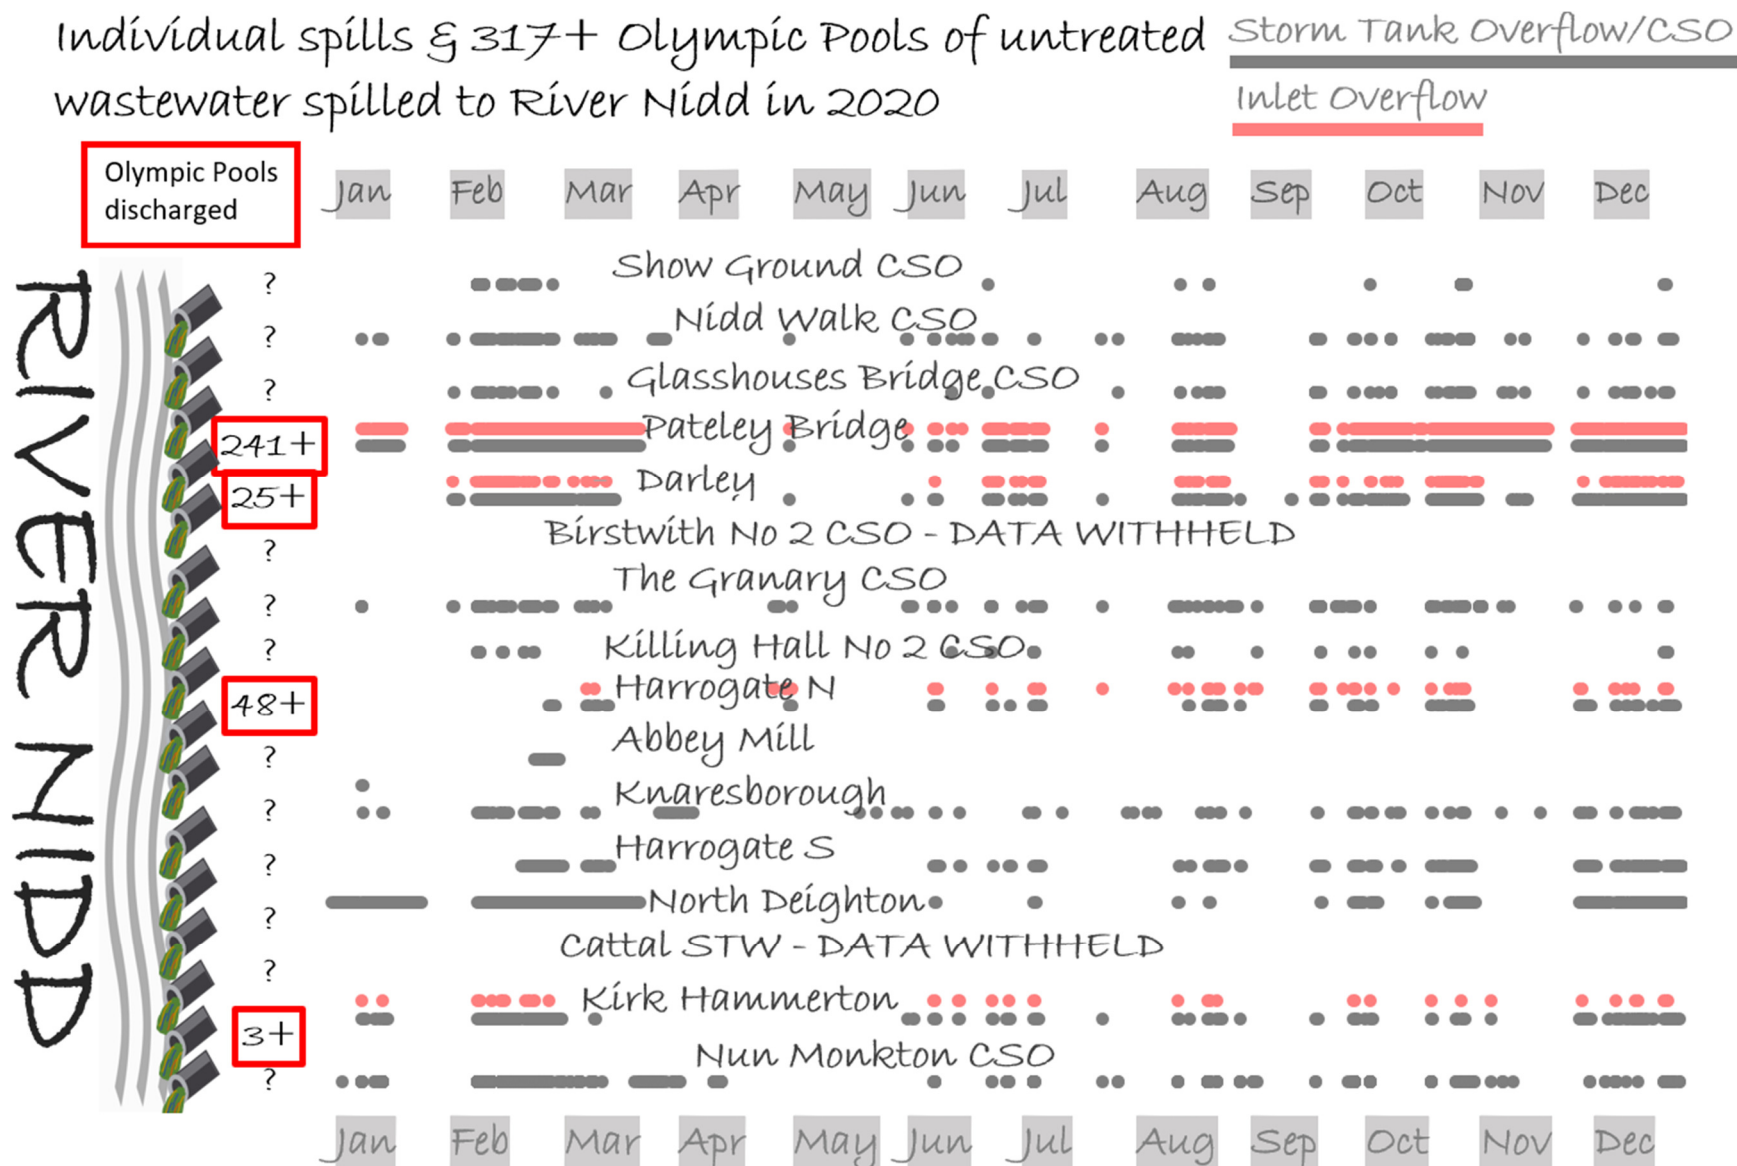 Individual spills & 317+ Olympic Pools of untreated
wastewater spilled to River Nidd in 2020
Storm Tank Overflow/CSO
Inlet Overflow
Olympic Pools
discharged
Jan Feb Mar Apr May Jun Jul Aug Sep Oct Nov Dec
RIVER NIDD
? Show Ground CSO
? Nidd Walk CSO
? Glasshouses Bridge CSO
241+ Pateley Bridge
25+ Darley
Birstwith No 2 CSO - DATA WITHHELD
?
The Granary CSO
?
? Killing Hall No 2 CSO
48+ Harrogate N
Abbey Mill
?
Knaresborough
?
Harrogate S
?
North Deighton
?
Cattal STW - DATA WITHHELD
?
Kirk Hammerton
3+
Nun Monkton CSO
?
Jan Feb Mar Apr May Jun Jul Aug Sep Oct Nov Dec